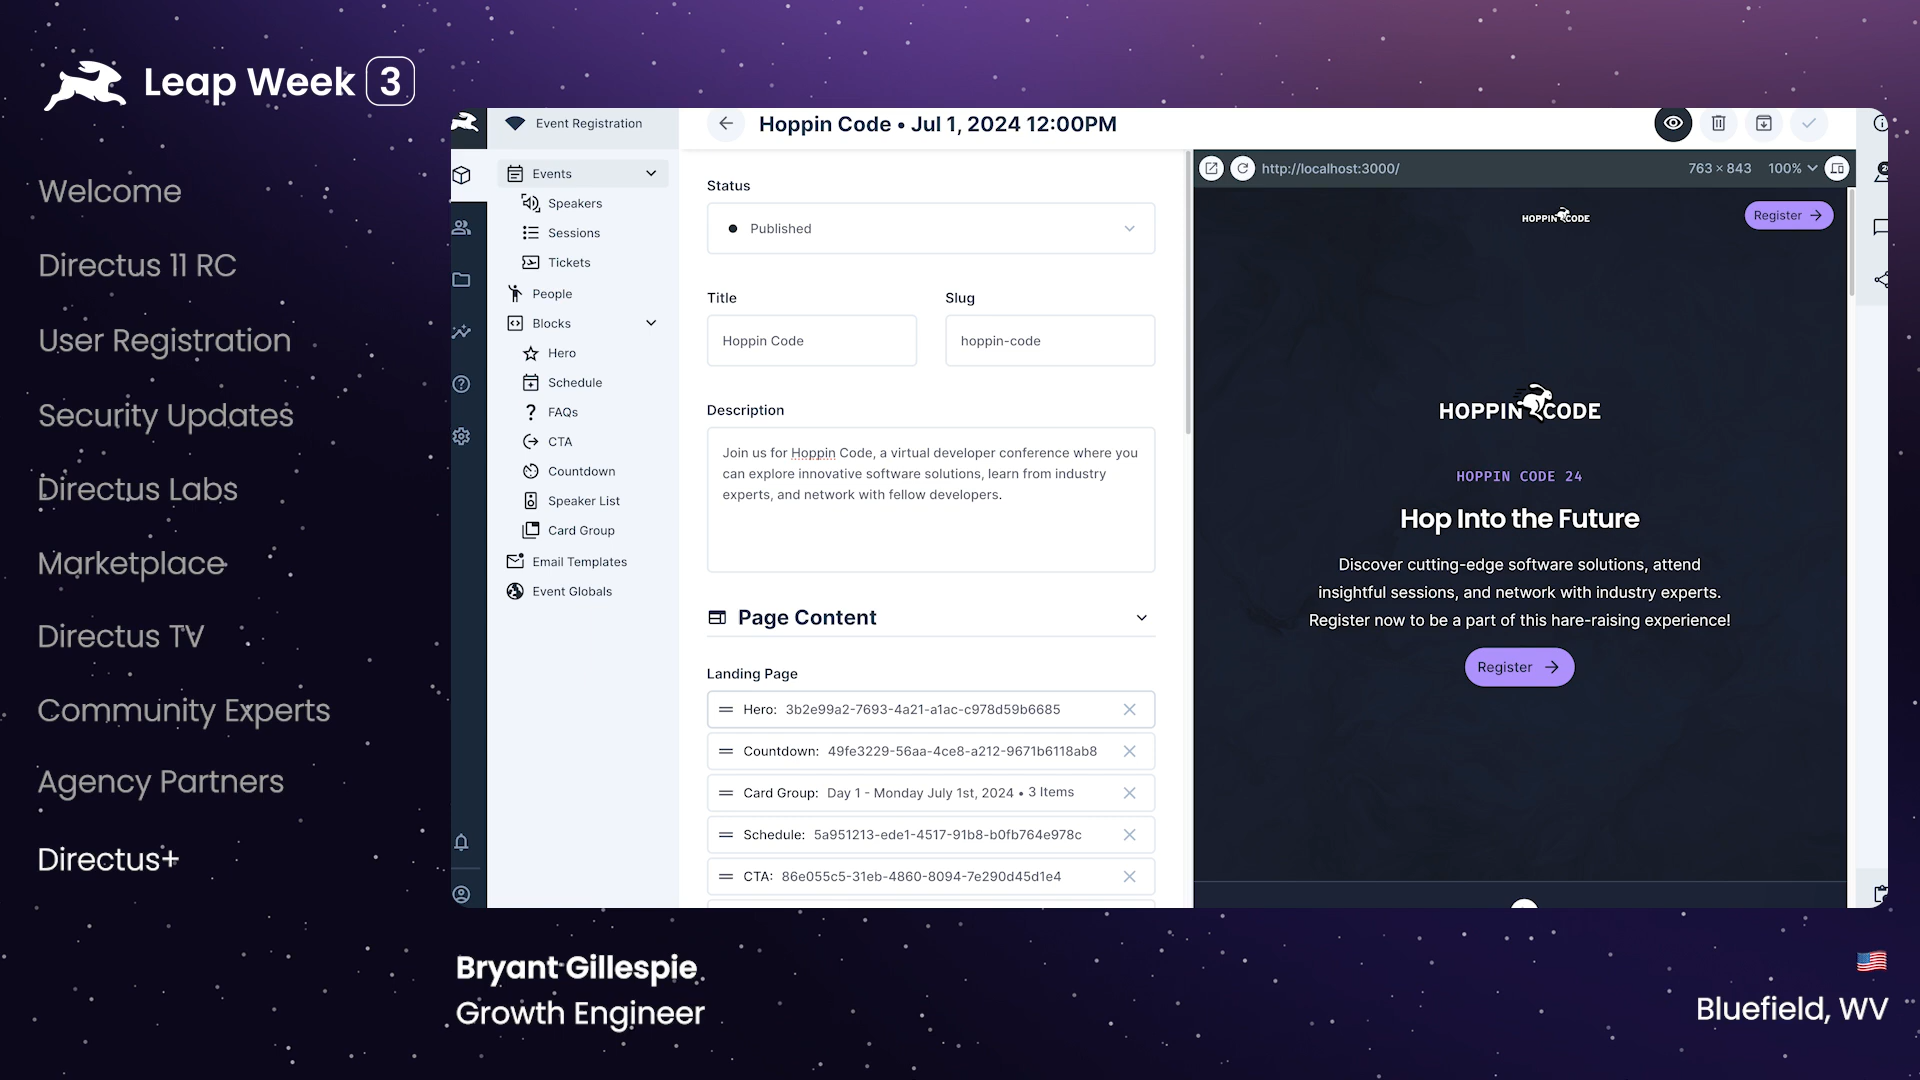 Leap Week 3
Welcome
Directus 11 RC
User Registration
Security Updates
Directus Labs
Marketplace
Directus TV
Community Experts
Agency Partners
Directus+
Event Registration
Events
Speakers
Sessions
Tickets
People
Blocks
Hero
Schedule
FAQs
CTA
Countdown
Speaker List
Card Group
Email Templates
Event Globals
Hoppin Code • Jul 1, 2024 12:00PM
Status
Published
Title
Slug
Hoppin Code
hoppin-code
Description
Join us for Hoppin Code, a virtual developer conference where you
can explore innovative software solutions, learn from industry
experts, and network with fellow developers.
Page Content
Landing Page
Hero: 3b2e99a2-7693-4a21-a1ac-c978d59b6685
Countdown: 49fe3229-56aa-4ce8-a212-9671b6118ab8
Card Group: Day 1 - Monday July 1st, 2024 • 3 Items
Schedule: 5a951213-ede1-4517-91b8-b0fb764e978c
CTA: 86e055c5-31eb-4860-8094-7e290d45d1e4
http://localhost:3000/
763 × 843
100%
HOPPIN CODE
Register
HOPPIN CODE
HOPPIN CODE 24
Hop Into the Future
Discover cutting-edge software solutions, attend
insightful sessions, and network with industry experts.
Register now to be a part of this hare-raising experience!
Register
Bryant Gillespie
Growth Engineer
Bluefield, WV